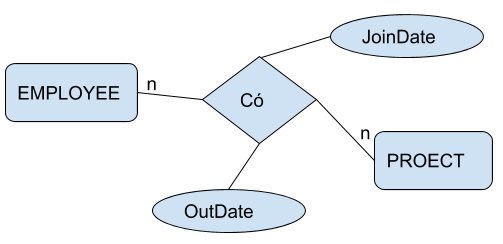 JoinDate
EMPLOYEE
n
Có
n
PROECT
OutDate